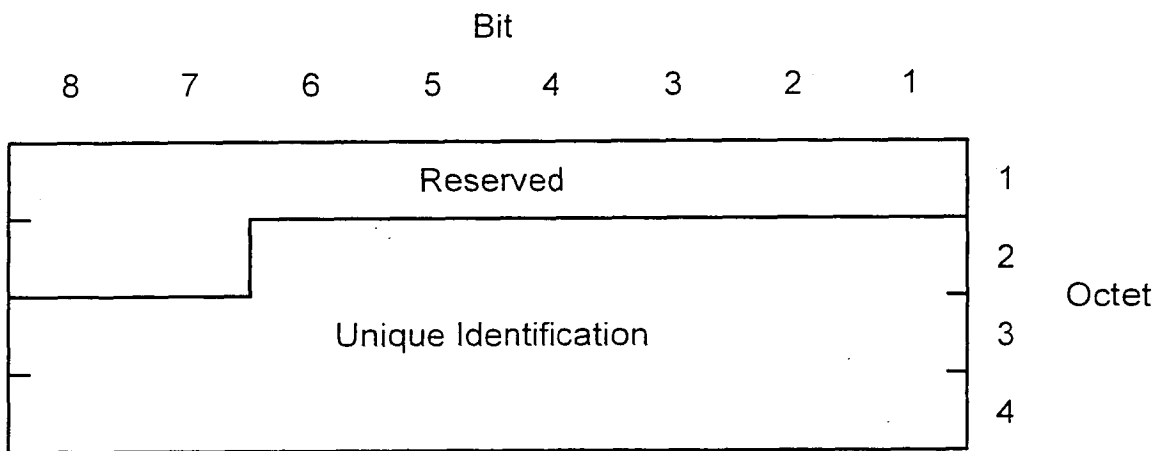 Bit
8 7 6 5 4 3 2 1
Reserved 1
2
Octet
Unique Identification 3
4